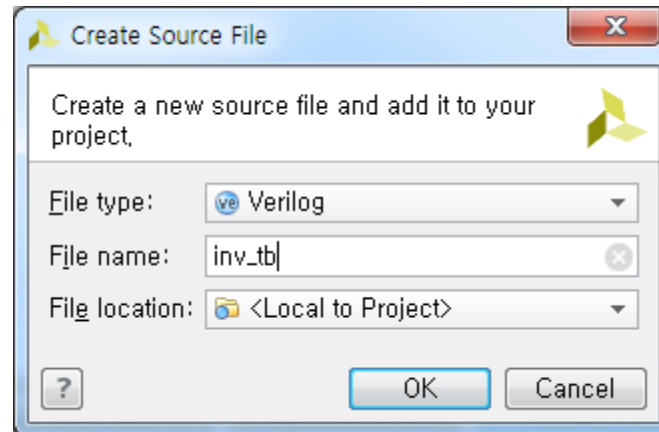 Create Source File
Create a new source file and add it to your
project.
File type: ve Verilog
File name: inv_tb
File location: <Local to Project>
? OK Cancel